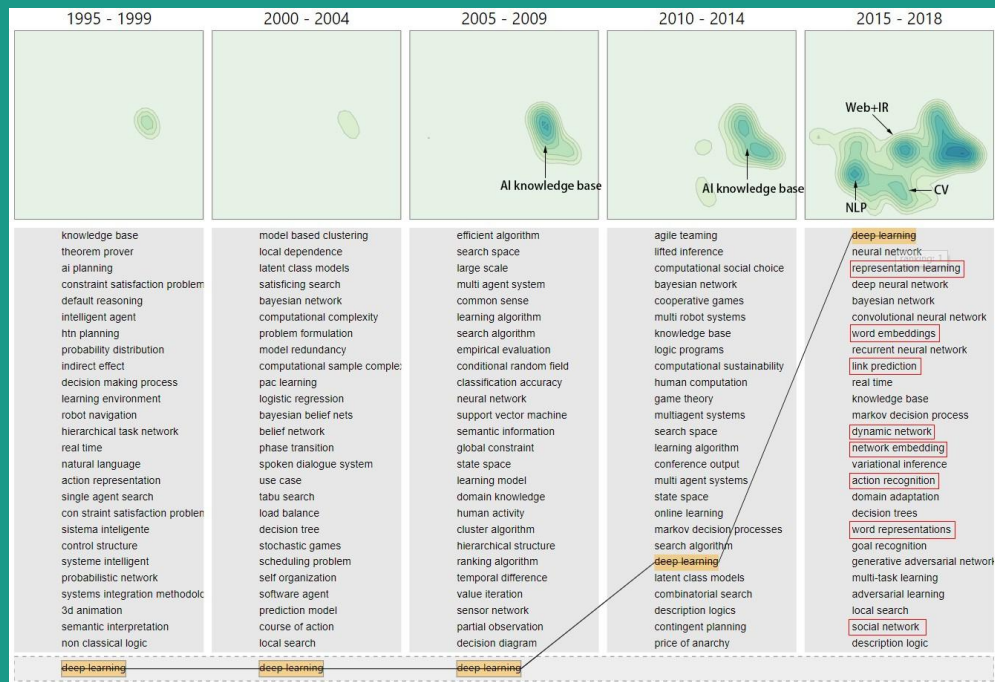 1995 - 1999
2000 - 2004
2005 - 2009
2010 - 2014
2015 - 2018
AI knowledge base
AI knowledge base
Web+IR
CV
NLP
knowledge base
theorem prover
ai planning
constraint satisfaction problem
default reasoning
intelligent agent
htn planning
probability distribution
indirect effect
decision making process
learning environment
robot navigation
hierarchical task network
real time
natural language
action representation
single agent search
con straint satisfaction problem
sistema inteligente
control structure
systeme intelligent
probabilistic network
systems integration methodolo
3d animation
semantic interpretation
non classical logic
deep learning
model based clustering
local dependence
latent class models
satisficing search
bayesian network
computational complexity
problem formulation
model redundancy
computational sample comple
pac learning
logistic regression
bayesian belief nets
belief network
phase transition
spoken dialogue system
use case
tabu search
load balance
decision tree
stochastic games
scheduling problem
self organization
software agent
prediction model
course of action
local search
deep learning
efficient algorithm
search space
large scale
multi agent system
common sense
learning algorithm
search algorithm
empirical evaluation
conditional random field
classification accuracy
neural network
support vector machine
semantic information
global constraint
state space
learning model
domain knowledge
human activity
cluster algorithm
hierarchical structure
ranking algorithm
temporal difference
value iteration
sensor network
partial observation
decision diagram
deep learning
agile teaming
lifted inference
computational social choice
bayesian network
cooperative games
multi robot systems
knowledge base
logic programs
computational sustainability
human computation
game theory
multiagent systems
search space
learning algorithm
conference output
multi agent systems
state space
online learning
markov decision processes
search algorithm
deep learning
latent class models
combinatorial search
description logics
contingent planning
price of anarchy
deep learning
neural network
ranking: 1
representation learning
deep neural network
bayesian network
convolutional neural network
word embeddings
recurrent neural network
link prediction
real time
knowledge base
markov decision process
dynamic network
network embedding
variational inference
action recognition
domain adaptation
decision trees
word representations
goal recognition
generative adversarial network
multi-task learning
adversarial learning
local search
social network
description logic